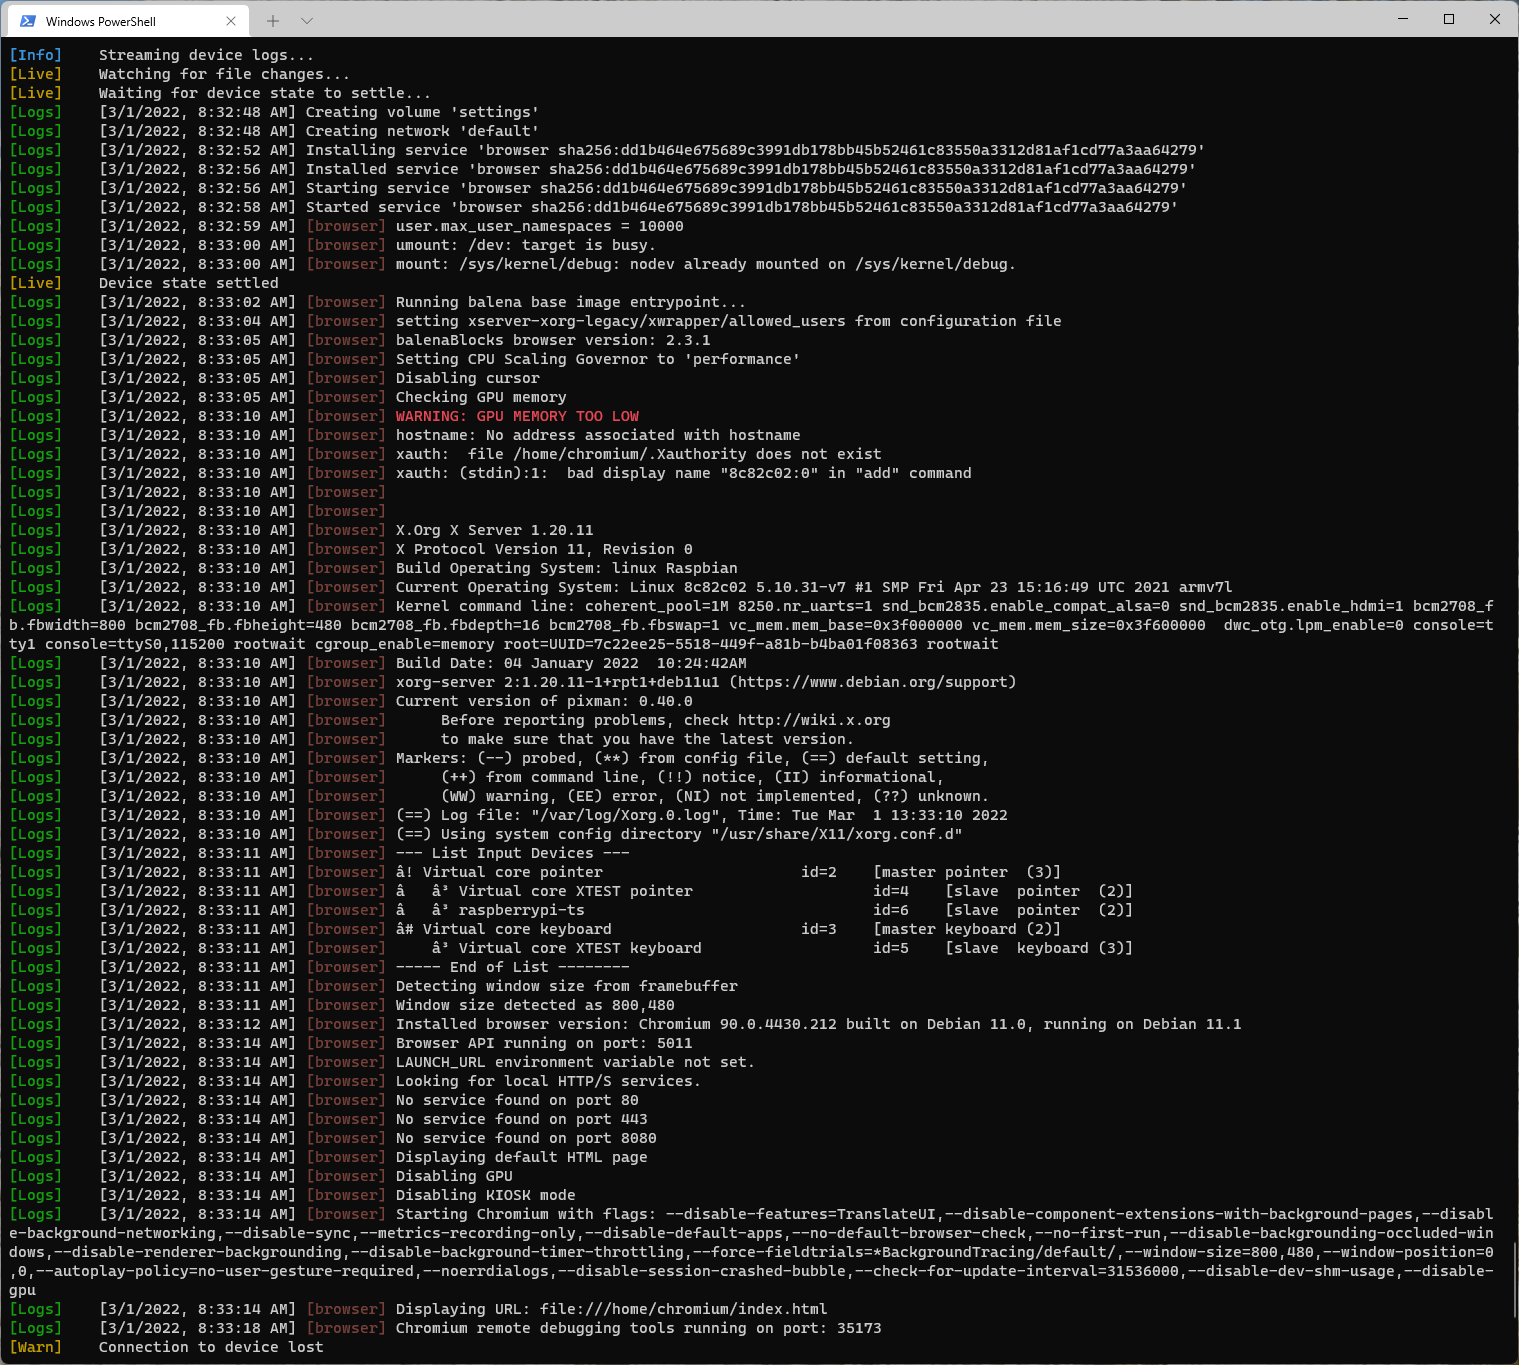 Windows PowerShell
[Info]    Streaming device logs...
[Live]    Watching for file changes...
[Live]    Waiting for device state to settle...
[Logs]    [3/1/2022, 8:32:48 AM] Creating volume 'settings'
[Logs]    [3/1/2022, 8:32:48 AM] Creating network 'default'
[Logs]    [3/1/2022, 8:32:52 AM] Installing service 'browser sha256:dd1b464e675689c3991db178bb45b52461c83550a3312d81af1cd77a3aa64279'
[Logs]    [3/1/2022, 8:32:56 AM] Installed service 'browser sha256:dd1b464e675689c3991db178bb45b52461c83550a3312d81af1cd77a3aa64279'
[Logs]    [3/1/2022, 8:32:56 AM] Starting service 'browser sha256:dd1b464e675689c3991db178bb45b52461c83550a3312d81af1cd77a3aa64279'
[Logs]    [3/1/2022, 8:32:58 AM] Started service 'browser sha256:dd1b464e675689c3991db178bb45b52461c83550a3312d81af1cd77a3aa64279'
[Logs]    [3/1/2022, 8:32:59 AM] [browser] user.max_user_namespaces = 10000
[Logs]    [3/1/2022, 8:33:00 AM] [browser] umount: /dev: target is busy.
[Logs]    [3/1/2022, 8:33:00 AM] [browser] mount: /sys/kernel/debug: nodev already mounted on /sys/kernel/debug.
[Live]    Device state settled
[Logs]    [3/1/2022, 8:33:02 AM] [browser] Running balena base image entrypoint...
[Logs]    [3/1/2022, 8:33:04 AM] [browser] setting xserver-xorg-legacy/xwrapper/allowed_users from configuration file
[Logs]    [3/1/2022, 8:33:05 AM] [browser] balenaBlocks browser version: 2.3.1
[Logs]    [3/1/2022, 8:33:05 AM] [browser] Setting CPU Scaling Governor to 'performance'
[Logs]    [3/1/2022, 8:33:05 AM] [browser] Disabling cursor
[Logs]    [3/1/2022, 8:33:05 AM] [browser] Checking GPU memory
[Logs]    [3/1/2022, 8:33:10 AM] [browser] WARNING: GPU MEMORY TOO LOW
[Logs]    [3/1/2022, 8:33:10 AM] [browser] hostname: No address associated with hostname
[Logs]    [3/1/2022, 8:33:10 AM] [browser] xauth:  file /home/chromium/.Xauthority does not exist
[Logs]    [3/1/2022, 8:33:10 AM] [browser] xauth: (stdin):1:  bad display name "8c82c02:0" in "add" command
[Logs]    [3/1/2022, 8:33:10 AM] [browser]
[Logs]    [3/1/2022, 8:33:10 AM] [browser]
[Logs]    [3/1/2022, 8:33:10 AM] [browser] X.Org X Server 1.20.11
[Logs]    [3/1/2022, 8:33:10 AM] [browser] X Protocol Version 11, Revision 0
[Logs]    [3/1/2022, 8:33:10 AM] [browser] Build Operating System: linux Raspbian
[Logs]    [3/1/2022, 8:33:10 AM] [browser] Current Operating System: Linux 8c82c02 5.10.31-v7 #1 SMP Fri Apr 23 15:16:49 UTC 2021 armv7l
[Logs]    [3/1/2022, 8:33:10 AM] [browser] Kernel command line: coherent_pool=1M 8250.nr_uarts=1 snd_bcm2835.enable_compat_alsa=0 snd_bcm2835.enable_hdmi=1 bcm2708_f
b.fbwidth=800 bcm2708_fb.fbheight=480 bcm2708_fb.fbdepth=16 bcm2708_fb.fbswap=1 vc_mem.mem_base=0x3f000000 vc_mem.mem_size=0x3f600000  dwc_otg.lpm_enable=0 console=t
ty1 console=ttyS0,115200 rootwait cgroup_enable=memory root=UUID=7c22ee25-5518-449f-a81b-b4ba01f08363 rootwait
[Logs]    [3/1/2022, 8:33:10 AM] [browser] Build Date: 04 January 2022  10:24:42AM
[Logs]    [3/1/2022, 8:33:10 AM] [browser] xorg-server 2:1.20.11-1+rpt1+deb11u1 (https://www.debian.org/support)
[Logs]    [3/1/2022, 8:33:10 AM] [browser] Current version of pixman: 0.40.0
[Logs]    [3/1/2022, 8:33:10 AM] [browser]      Before reporting problems, check http://wiki.x.org
[Logs]    [3/1/2022, 8:33:10 AM] [browser]      to make sure that you have the latest version.
[Logs]    [3/1/2022, 8:33:10 AM] [browser] Markers: (--) probed, (**) from config file, (==) default setting,
[Logs]    [3/1/2022, 8:33:10 AM] [browser]      (++) from command line, (!!) notice, (II) informational,
[Logs]    [3/1/2022, 8:33:10 AM] [browser]      (WW) warning, (EE) error, (NI) not implemented, (??) unknown.
[Logs]    [3/1/2022, 8:33:10 AM] [browser] (==) Log file: "/var/log/Xorg.0.log", Time: Tue Mar  1 13:33:10 2022
[Logs]    [3/1/2022, 8:33:10 AM] [browser] (==) Using system config directory "/usr/share/X11/xorg.conf.d"
[Logs]    [3/1/2022, 8:33:11 AM] [browser] --- List Input Devices ---
[Logs]    [3/1/2022, 8:33:11 AM] [browser] â! Virtual core pointer                      id=2    [master pointer  (3)]
[Logs]    [3/1/2022, 8:33:11 AM] [browser] â   â³ Virtual core XTEST pointer                    id=4    [slave  pointer  (2)]
[Logs]    [3/1/2022, 8:33:11 AM] [browser] â   â³ raspberrypi-ts                                id=6    [slave  pointer  (2)]
[Logs]    [3/1/2022, 8:33:11 AM] [browser] â# Virtual core keyboard                     id=3    [master keyboard (2)]
[Logs]    [3/1/2022, 8:33:11 AM] [browser]     â³ Virtual core XTEST keyboard                   id=5    [slave  keyboard (3)]
[Logs]    [3/1/2022, 8:33:11 AM] [browser] ----- End of List --------
[Logs]    [3/1/2022, 8:33:11 AM] [browser] Detecting window size from framebuffer
[Logs]    [3/1/2022, 8:33:11 AM] [browser] Window size detected as 800,480
[Logs]    [3/1/2022, 8:33:12 AM] [browser] Installed browser version: Chromium 90.0.4430.212 built on Debian 11.0, running on Debian 11.1
[Logs]    [3/1/2022, 8:33:14 AM] [browser] Browser API running on port: 5011
[Logs]    [3/1/2022, 8:33:14 AM] [browser] LAUNCH_URL environment variable not set.
[Logs]    [3/1/2022, 8:33:14 AM] [browser] Looking for local HTTP/S services.
[Logs]    [3/1/2022, 8:33:14 AM] [browser] No service found on port 80
[Logs]    [3/1/2022, 8:33:14 AM] [browser] No service found on port 443
[Logs]    [3/1/2022, 8:33:14 AM] [browser] No service found on port 8080
[Logs]    [3/1/2022, 8:33:14 AM] [browser] Displaying default HTML page
[Logs]    [3/1/2022, 8:33:14 AM] [browser] Disabling GPU
[Logs]    [3/1/2022, 8:33:14 AM] [browser] Disabling KIOSK mode
[Logs]    [3/1/2022, 8:33:14 AM] [browser] Starting Chromium with flags: --disable-features=TranslateUI,--disable-component-extensions-with-background-pages,--disabl
e-background-networking,--disable-sync,--metrics-recording-only,--disable-default-apps,--no-default-browser-check,--no-first-run,--disable-backgrounding-occluded-win
dows,--disable-renderer-backgrounding,--disable-background-timer-throttling,--force-fieldtrials=*BackgroundTracing/default/,--window-size=800,480,--window-position=0
,0,--autoplay-policy=no-user-gesture-required,--noerrdialogs,--disable-session-crashed-bubble,--check-for-update-interval=31536000,--disable-dev-shm-usage,--disable-
gpu
[Logs]    [3/1/2022, 8:33:14 AM] [browser] Displaying URL: file:///home/chromium/index.html
[Logs]    [3/1/2022, 8:33:18 AM] [browser] Chromium remote debugging tools running on port: 35173
[Warn]    Connection to device lost